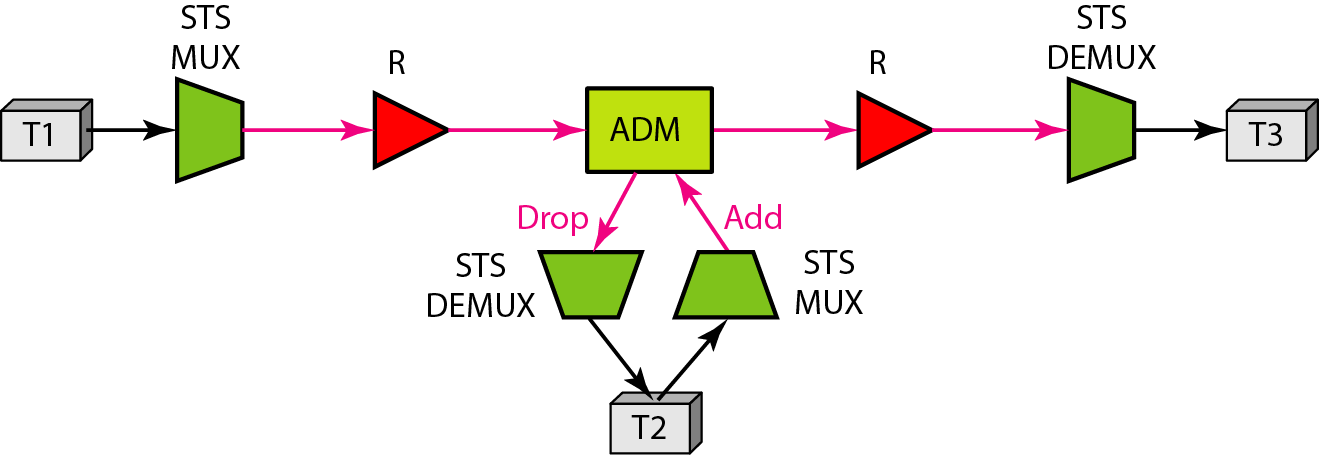 STS
MUX
R
R
STS
DEMUX
T1
ADM
T3
Drop
Add
STS
DEMUX
STS
MUX
T2